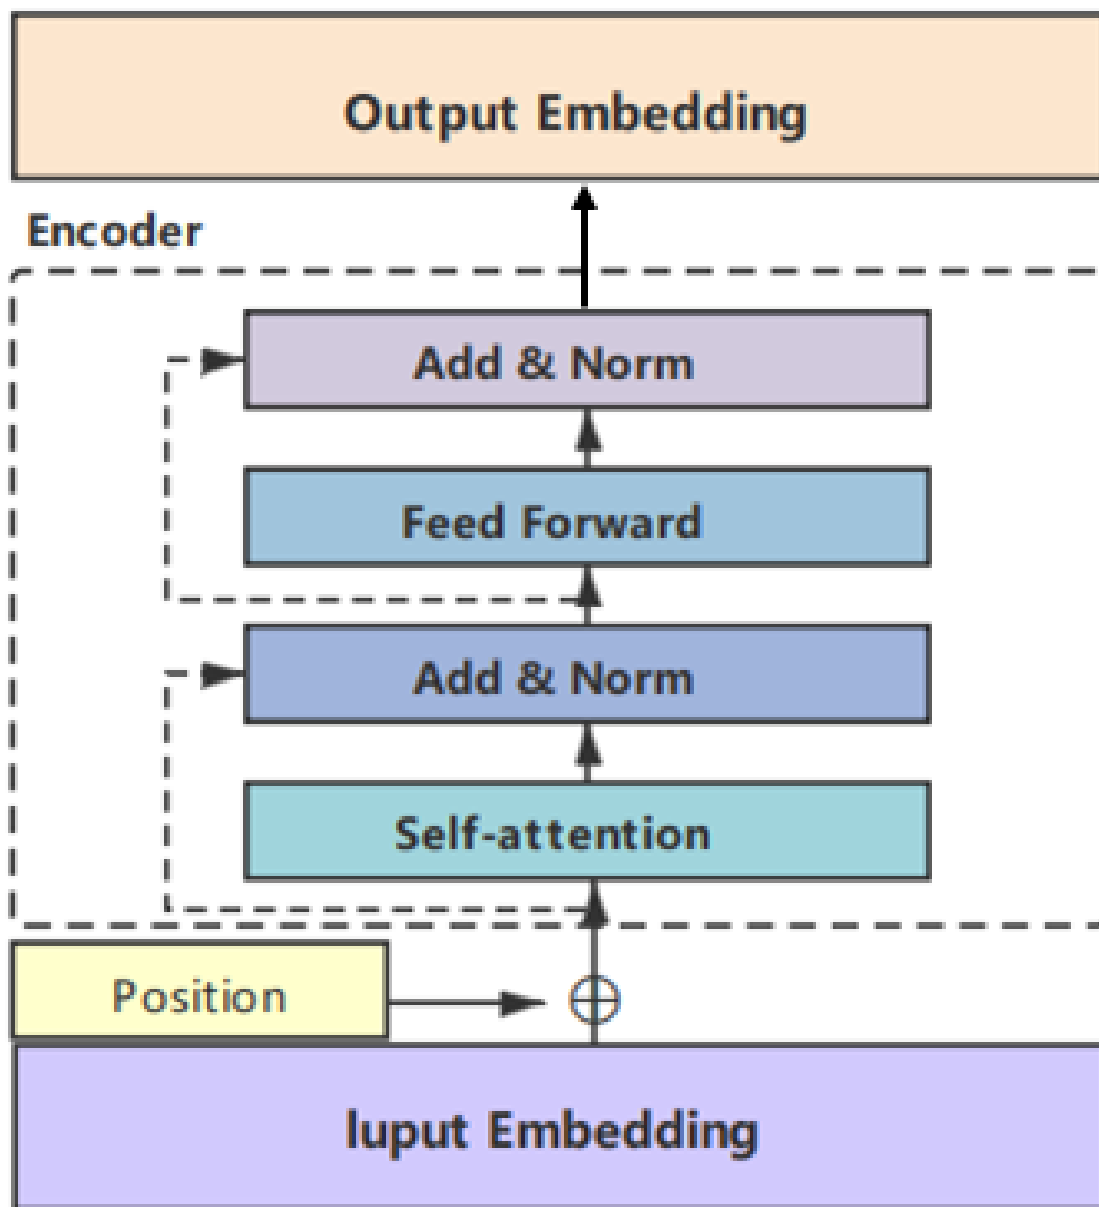 Output Embedding
Encoder
Add & Norm
Feed Forward
Add & Norm
Self-attention
Position
Iuput Embedding